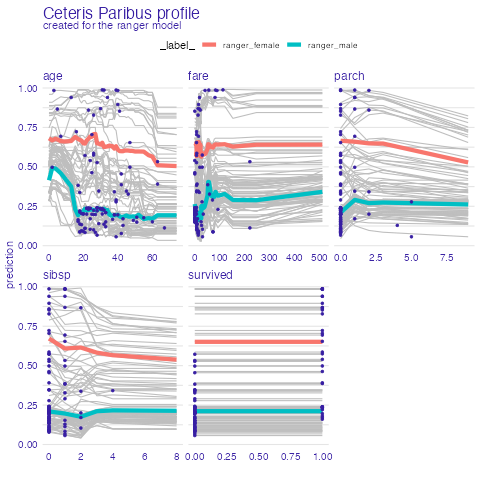 Ceteris Paribus profile
created for the ranger model
_label_ ranger_female ranger_male
age fare parch
1.00
0.75
0.50
0.25
0.00
0 20 40 60 0 100 200 300 400 500 0.0 2.5 5.0 7.5
prediction
sibsp survived
1.00
0.75
0.50
0.25
0.00
0 2 4 6 8 0.00 0.25 0.50 0.75 1.00